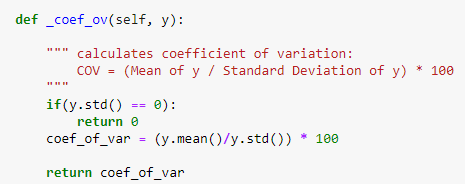 def _coef_ov(self, y):
""" calculates coefficient of variation:
COV = (Mean of y / Standard Deviation of y) * 100
"""
if(y.std() == 0):
return 0
coef_of_var = (y.mean()/y.std()) * 100
return coef_of_var